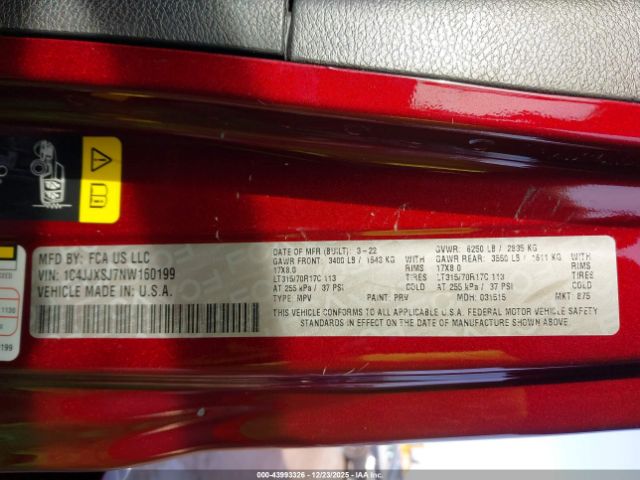 MFD BY: FCA US LLC
VIN: 1C4JJXSJ7NW160199
VEHICLE MADE IN U.S.A.
DATE OF MFR (BUILT): 3-22
GAWR FRONT: 3400 LB / 1543 KG
17X8.0 RIMS
LT315/70R17C 113 TIRES
AT 255 kPa / 37 PSI COLD
TYPE: MPV PAINT: PRV
GVWR: 6250 LB / 2835 KG
GAWR REAR: 3550 LB / 1611 KG
17X8.0 RIMS
LT315/70R17C 113 TIRES
AT 255 kPa / 37 PSI COLD
MDH: 031515 MKT: 875
THIS VEHICLE CONFORMS TO ALL APPLICABLE U.S.A. FEDERAL MOTOR VEHICLE SAFETY
STANDARDS IN EFFECT ON THE DATE OF MANUFACTURE SHOWN ABOVE.
1130
199
000-43993326 - 12/23/2025 - IAAI.COM